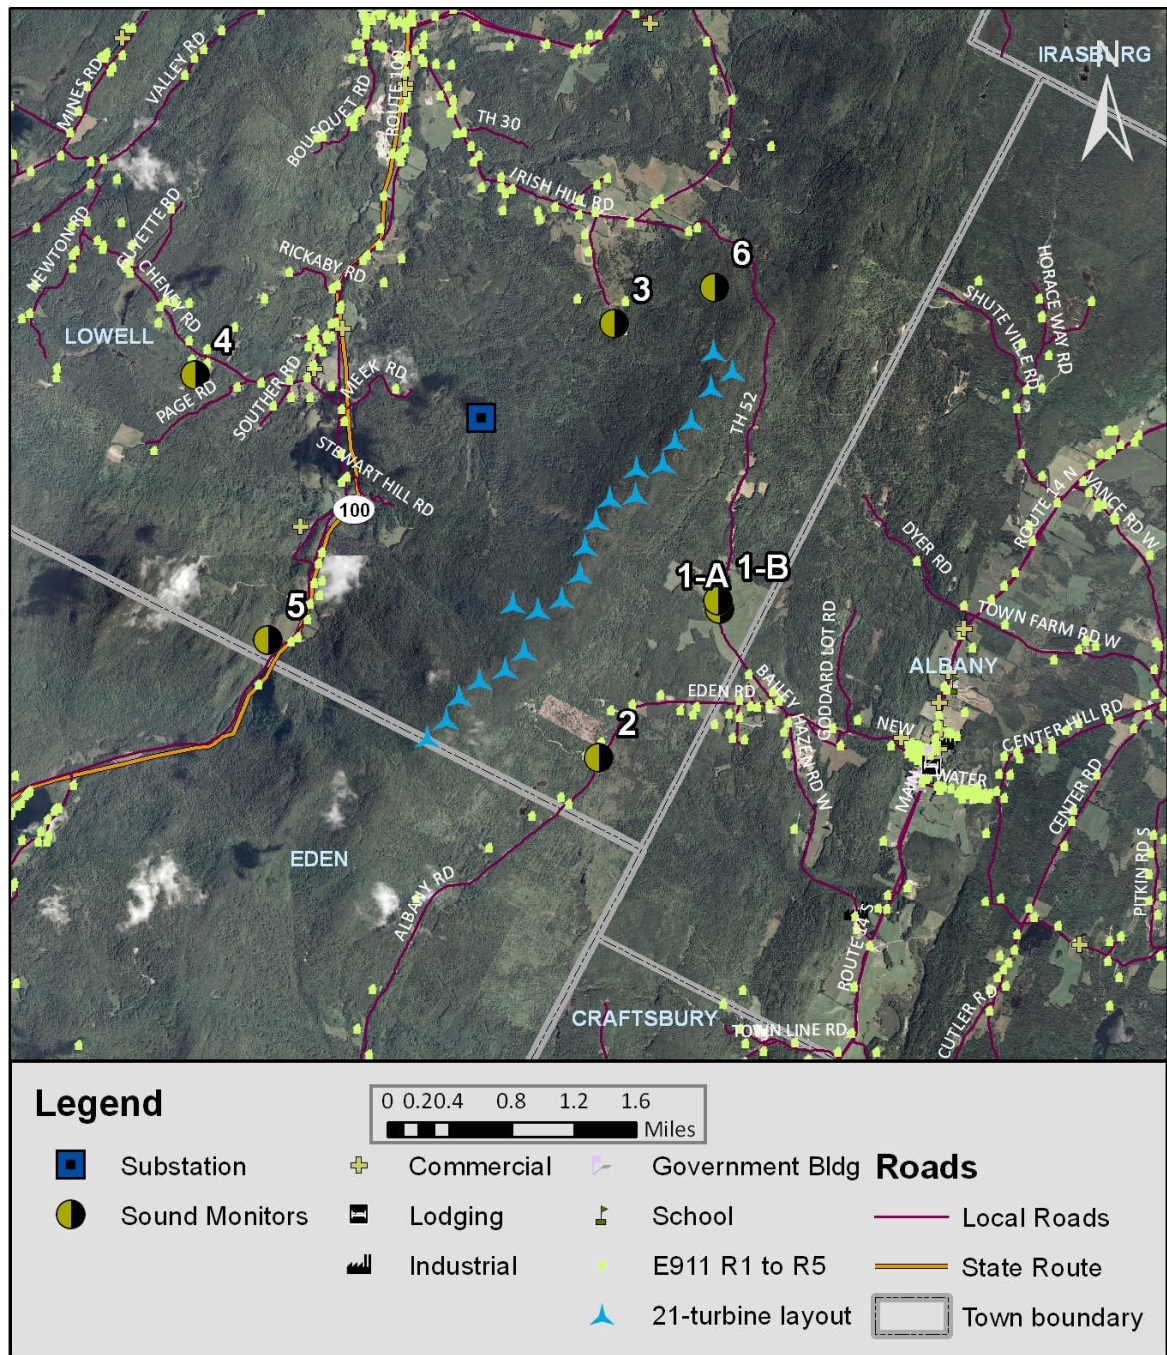 IRASBURG
N
MINES RD
VALLEY RD
BOUSQUET RD
ROUTE 100
TH 30
IRISH HILL RD
NEWTON RD
GUYETTE RD
CHENEY RD
RICKABY RD
6
3
HORACE WAY RD
SHUTEVILLE RD
LOWELL
4
PAGE RD
SOUTHER RD
MEEK RD
TH 52
STEWART HILL RD
100
ROUTE 14 N
VANCE RD W
DYER RD
1-A
1-B
5
TOWN FARM RD W
GODDARD LOT RD
ALBANY
BAILEY HAZEN RD W
EDEN RD
2
NEW
CENTER HILL RD
MAIN
WATER
CENTER RD
PITKIN RD S
EDEN
ALBANY RD
ROUTE 14 S
CRAFTSBURY
TOWN LINE RD
CUTLER RD
Legend
0 0.2 0.4 0.8 1.2 1.6
Miles
Substation
Commercial
Government Bldg
Roads
Sound Monitors
Lodging
School
Local Roads
Industrial
E911 R1 to R5
State Route
21-turbine layout
Town boundary